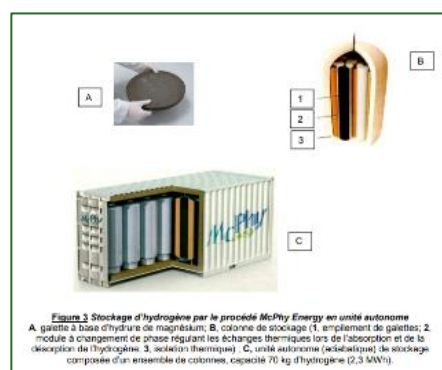 A
B
1
2
3
McPhy
C
Figure 3 Stockage d'hydrogène par le procédé McPhy Energy en unité autonome
A, galette à base d'hydrure de magnésium; B, colonne de stockage (1, empilement de galettes; 2,
module à changement de phase régulant les échanges thermiques lors de l'absorption et de la
désorption de l'hydrogène; 3, isolation thermique) ; C, unité autonome (adiabatique) de stockage
composée d'un ensemble de colonnes, capacité 70 kg d'hydrogène (2,3 MWh).